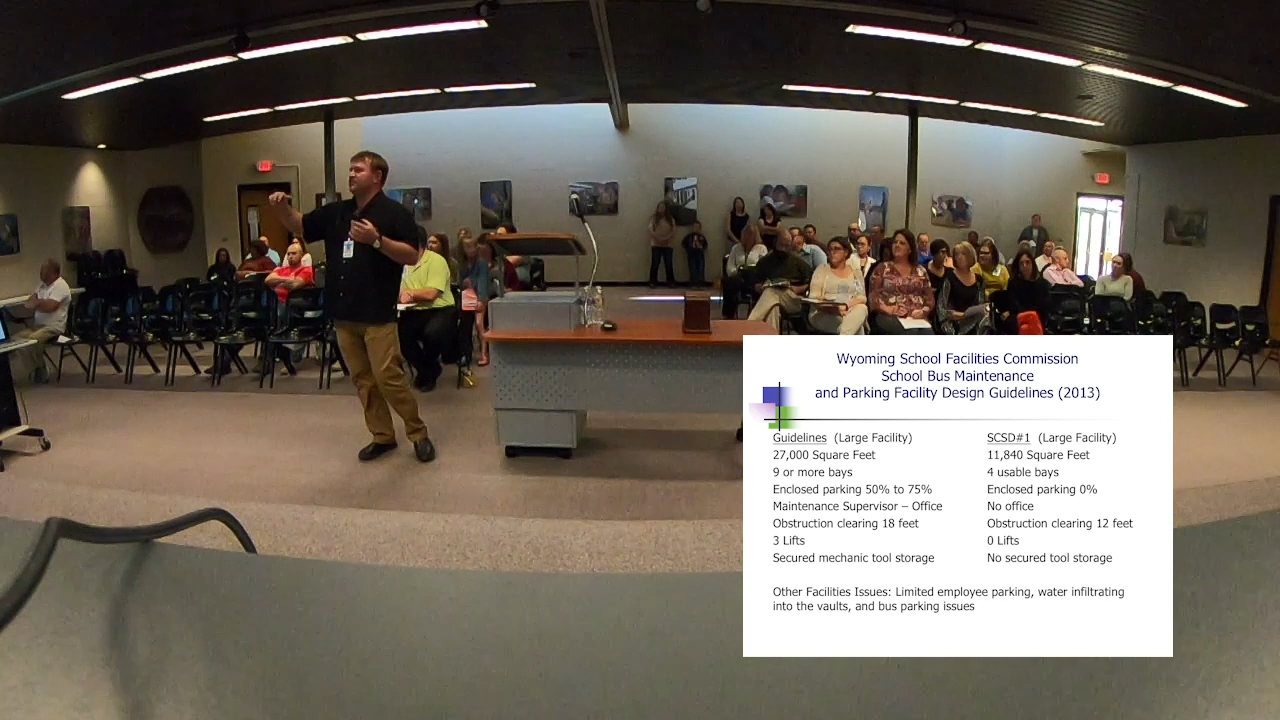 Wyoming School Facilities Commission
School Bus Maintenance
and Parking Facility Design Guidelines (2013)
Guidelines (Large Facility)
27,000 Square Feet
9 or more bays
Enclosed parking 50% to 75%
Maintenance Supervisor – Office
Obstruction clearing 18 feet
3 Lifts
Secured mechanic tool storage
SCSD#1 (Large Facility)
11,840 Square Feet
4 usable bays
Enclosed parking 0%
No office
Obstruction clearing 12 feet
0 Lifts
No secured tool storage
Other Facilities Issues: Limited employee parking, water infiltrating
into the vaults, and bus parking issues